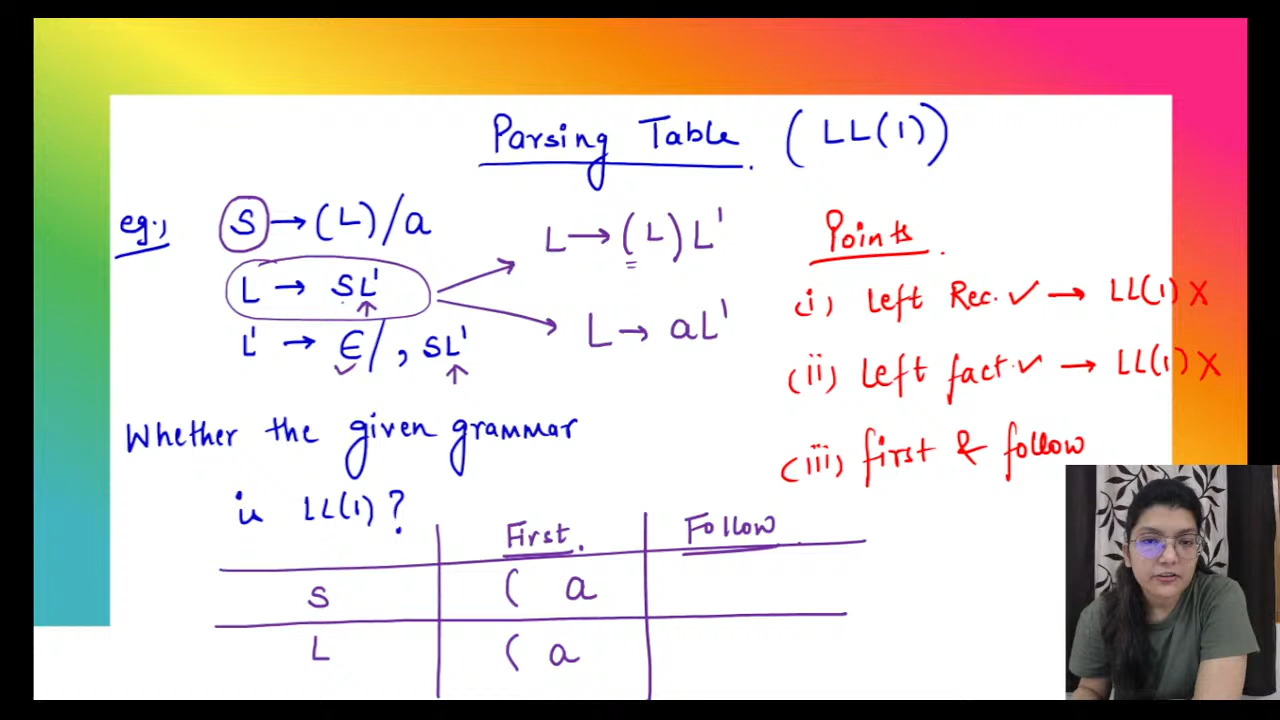 Parsing Table (LL(1))
eg:, S → (L)/a
L → SL'
L' → ϵ/,SL'
L → (L)L'
L → aL'
Points
(i) Left Rec. ✓ → LL(1) X
(ii) Left fact. ✓ → LL(1) X
(iii) first & follow
Whether the given grammar
is LL(1)?
First. Follow
S ( a
L ( a